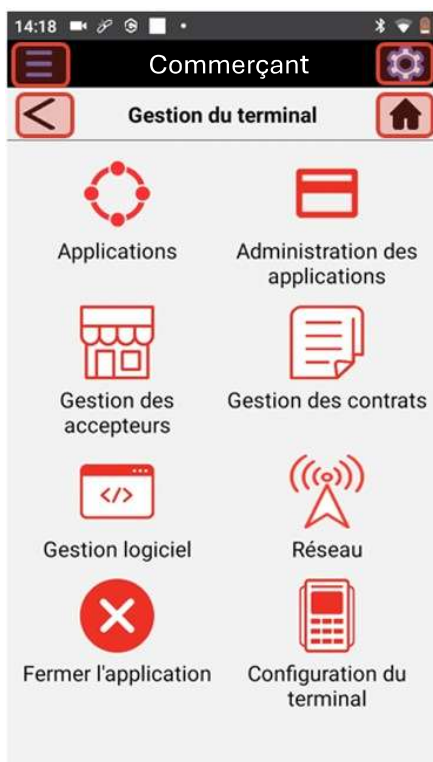 14:18
Commerçant
Gestion du terminal
Applications
Administration des
applications
Gestion des
accepteurs
Gestion des contrats
</>
Gestion logiciel
Réseau
Fermer l'application
Configuration du
terminal